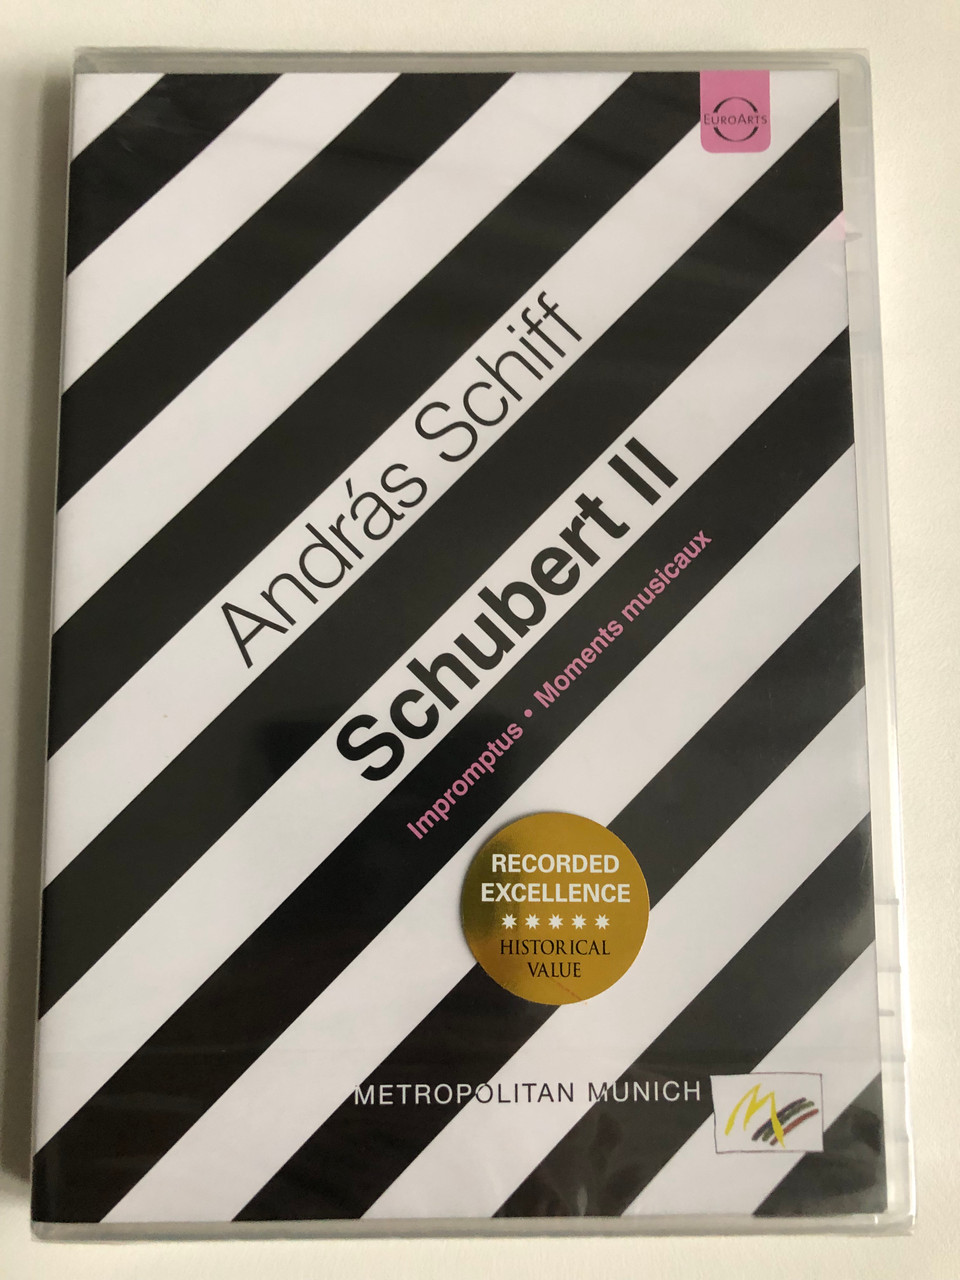 EUROARTS
András Schiff
Schubert II
Impromptus • Moments musicaux
RECORDED
EXCELLENCE
HISTORICAL
VALUE
METROPOLITAN MUNICH